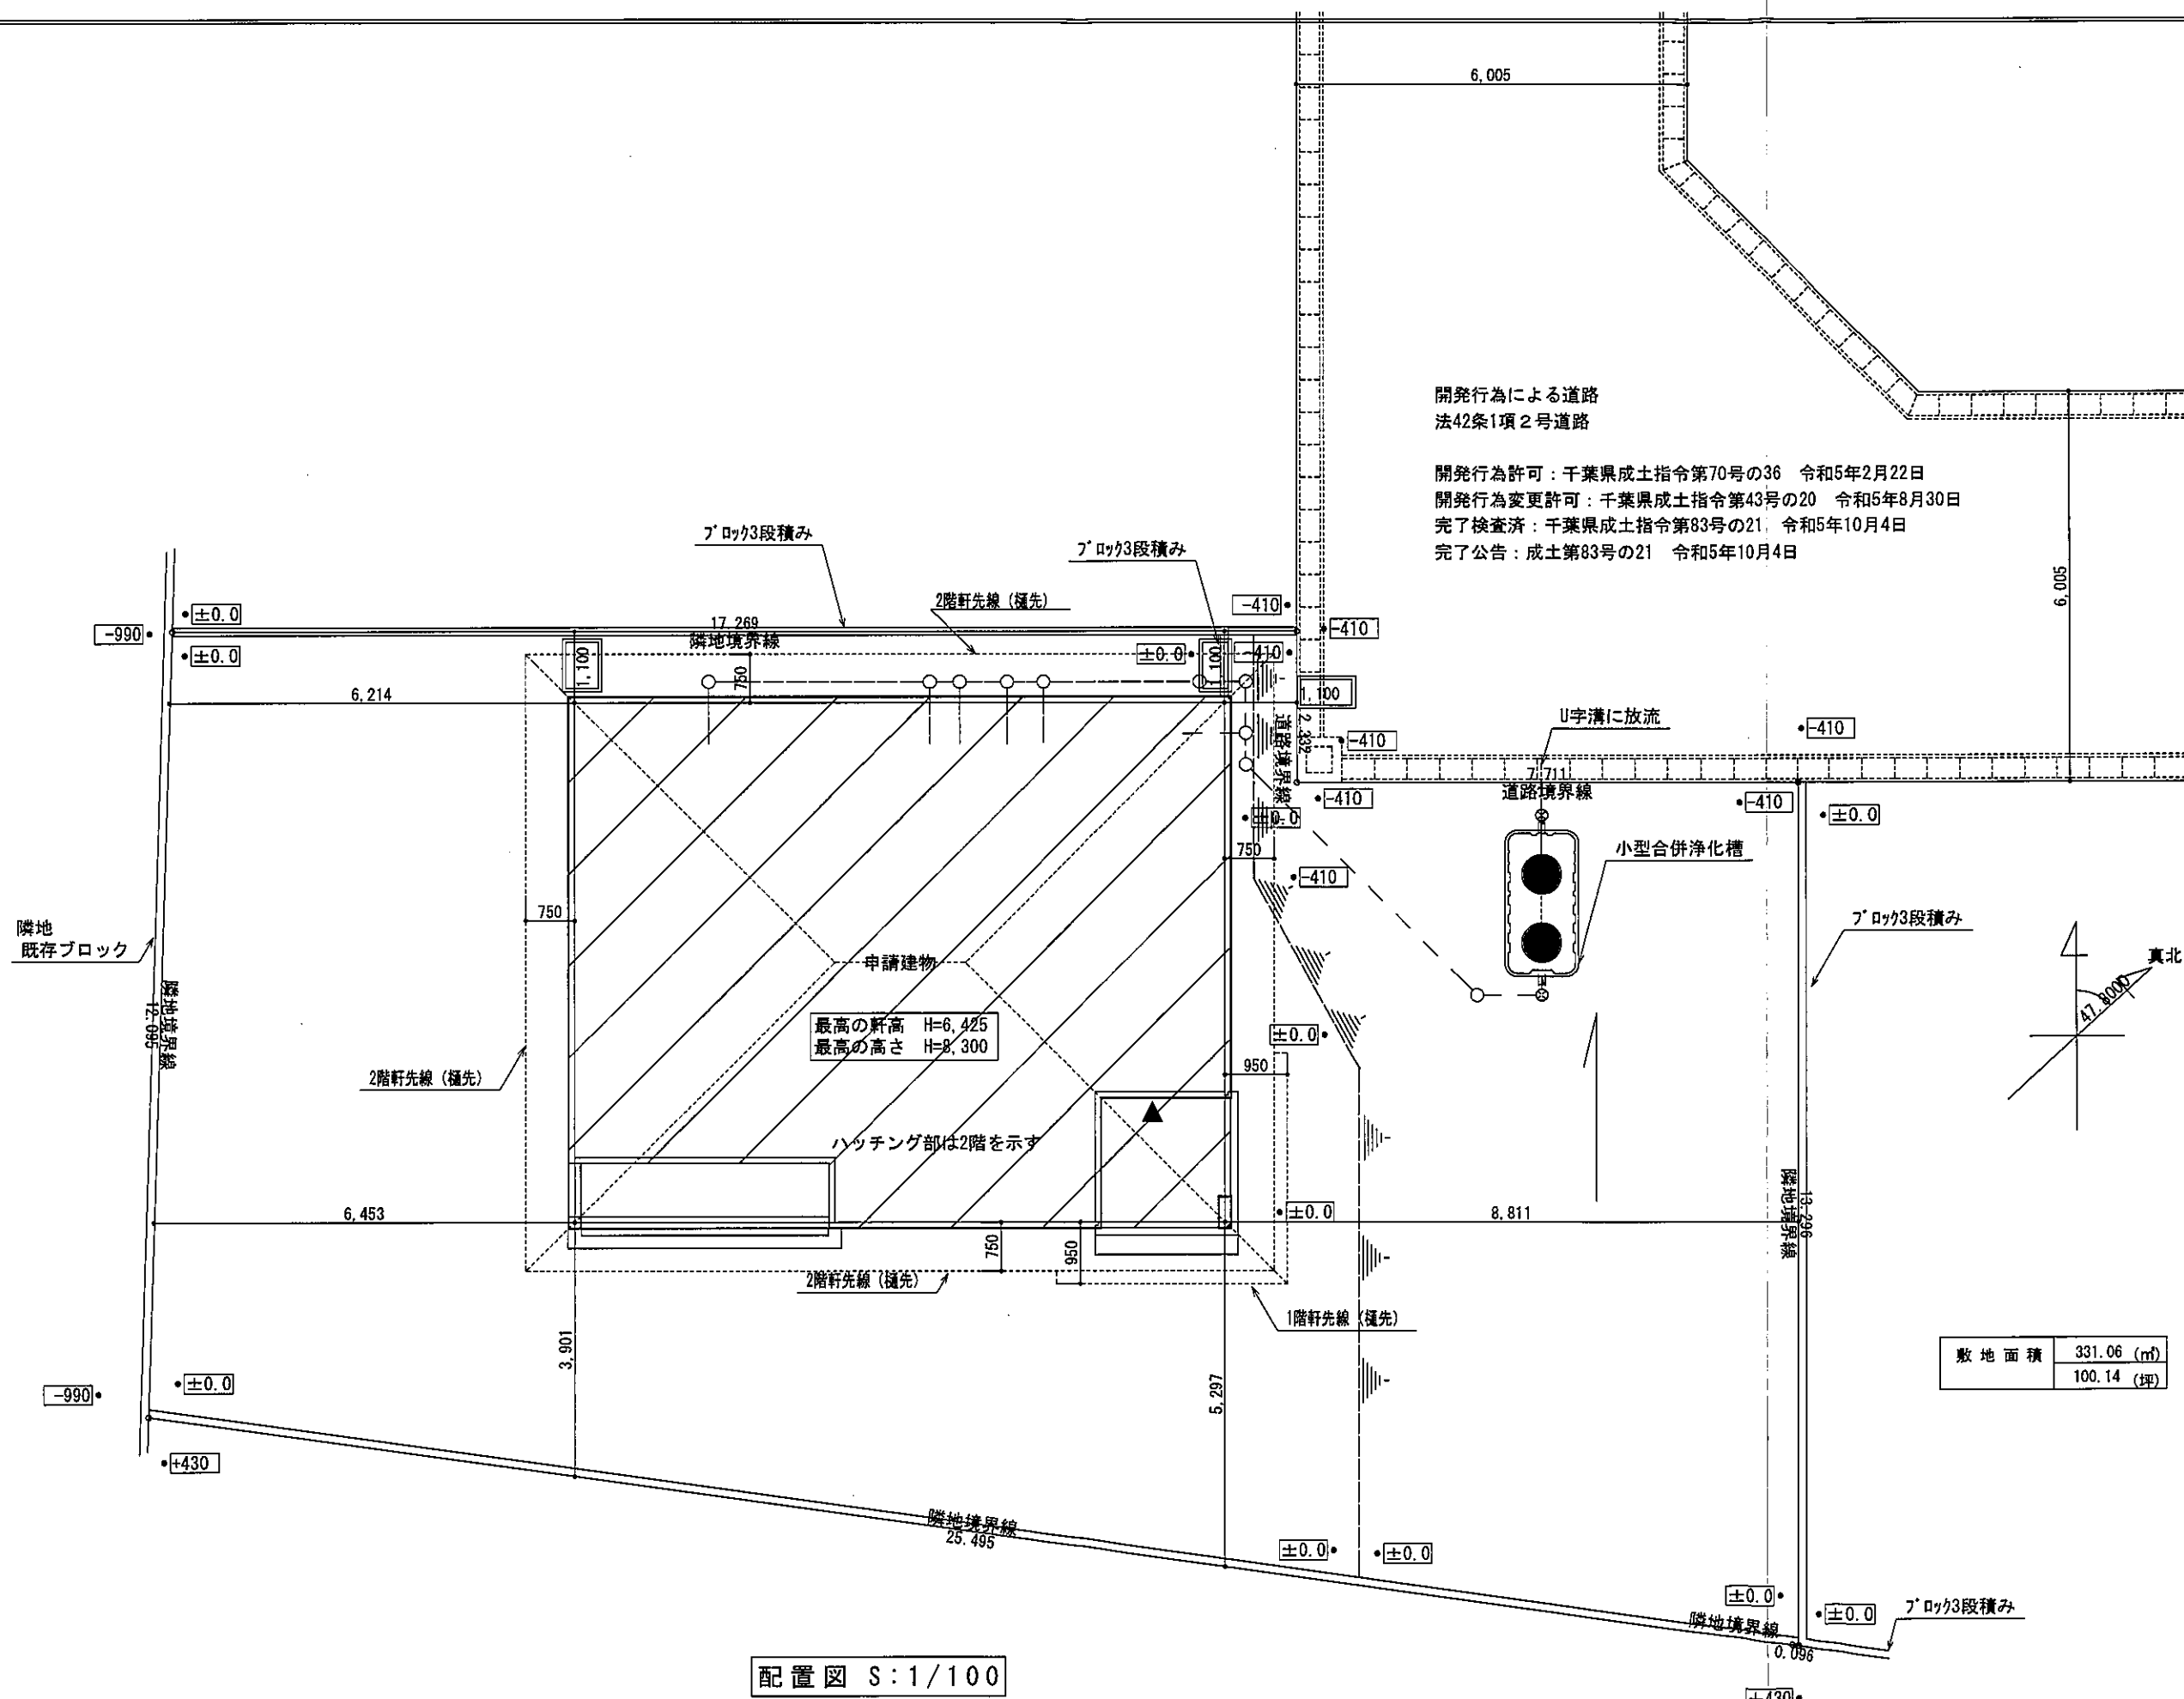 6,005
開発行為による道路
法42条1項2号道路
開発行為許可：千葉県成土指令第70号の36　令和5年2月22日
開発行為変更許可：千葉県成土指令第43号の20　令和5年8月30日
完了検査済：千葉県成土指令第83号の21　令和5年10月4日
完了公告：成土第83号の21　令和5年10月4日
6,005
ブロック3段積み
ブロック3段積み
2階軒先線（樋先）
17.269
隣地境界線
-990
±0.0
±0.0
-410
-410
±0.0
-410
1,100
750
1,100
1,100
6,214
2.332
道路境界線
-410
U字溝に放流
-410
7.711
道路境界線
-410
-410
±0.0
±0.0
750
小型合併浄化槽
-410
750
隣地
既存ブロック
ブロック3段積み
真北
47.8000
申請建物
隣地境界線
12.095
最高の軒高　H=6,425
最高の高さ　H=8,300
±0.0
2階軒先線（樋先）
950
ハッチング部は2階を示す
6,453
±0.0
8,811
13.296
隣地境界線
750
950
2階軒先線（樋先）
1階軒先線（樋先）
3,901
5,297
敷地面積　331.06（㎡）
100.14（坪）
-990
±0.0
+430
隣地境界線
25.495
±0.0
±0.0
±0.0
±0.0
ブロック3段積み
隣地境界線
0.096
配置図 S:1/100
+430